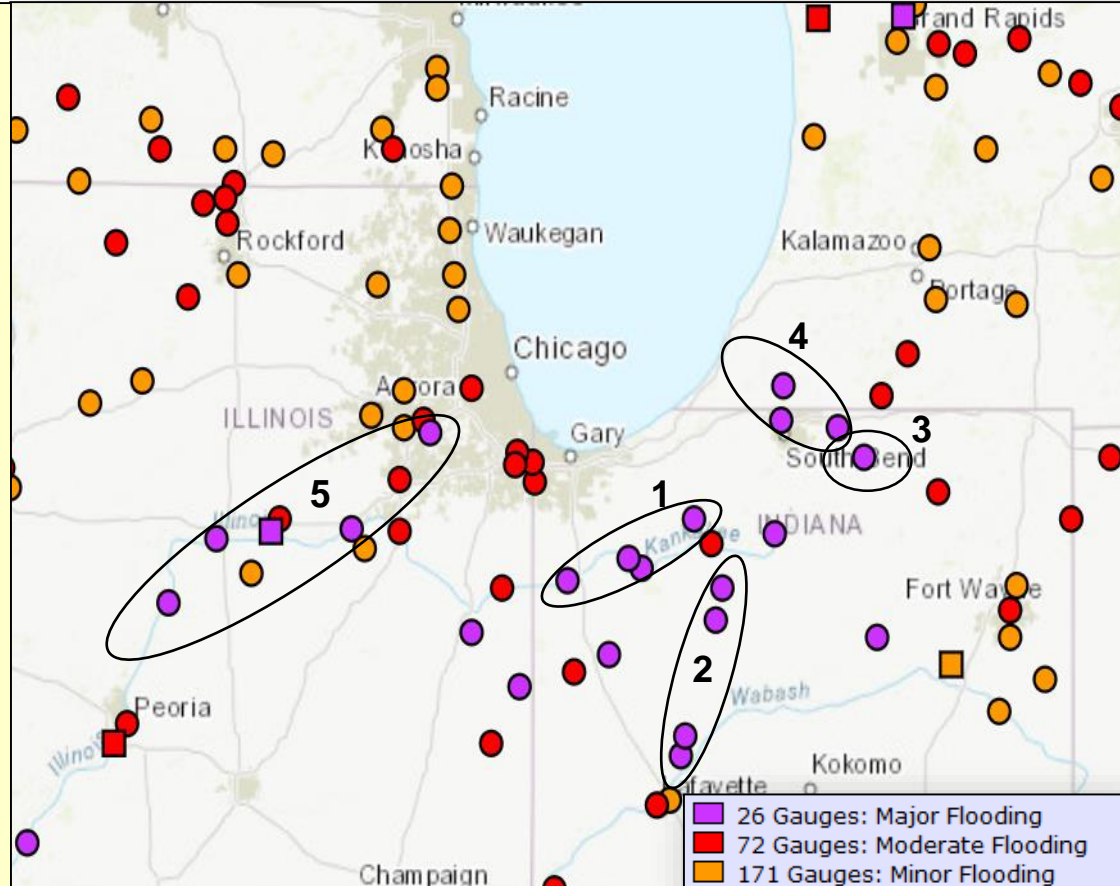 Grand Rapids
Racine
Kenosha
Waukegan
Rockford
Kalamazoo
Portage
4
Chicago
Aurora
ILLINOIS
Gary
3
South Bend
5
1
Illinois
INDIANA
Kankakee
Fort Wayne
2
Wabash
Peoria
Illinois
Kokomo
Lafayette
26 Gauges: Major Flooding
72 Gauges: Moderate Flooding
171 Gauges: Minor Flooding
Champaign